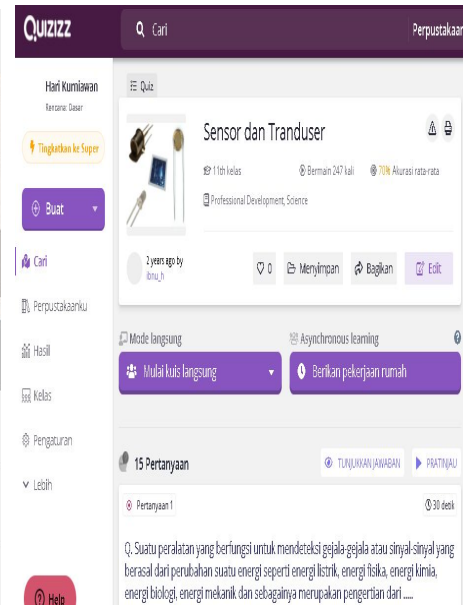 QUIZIZZ
Cari
Perpustakaan
Hari Kurniawan
Rencana: Dasar
Tingkatkan ke Super
Buat
Cari
Perpustakaanku
Hasil
Kelas
Pengaturan
Lebih
Help
Quiz
Sensor dan Tranduser
11th kelas
Bermain 247 kali
70% Akurasi rata-rata
Professional Development, Science
2 years ago by
ibnu_h
0
Menyimpan
Bagikan
Edit
Mode langsung
Asynchronous learning
Mulai kuis langsung
Berikan pekerjaan rumah
15 Pertanyaan
TUNJUKKAN JAWABAN
PRATINJAU
Pertanyaan 1
30 detik
Q. Suatu peralatan yang berfungsi untuk mendeteksi gejala-gejala atau sinyal-sinyal yang
berasal dari perubahan suatu energi seperti energi listrik, energi fisika, energi kimia,
energi biologi, energi mekanik dan sebagainya merupakan pengertian dari .....